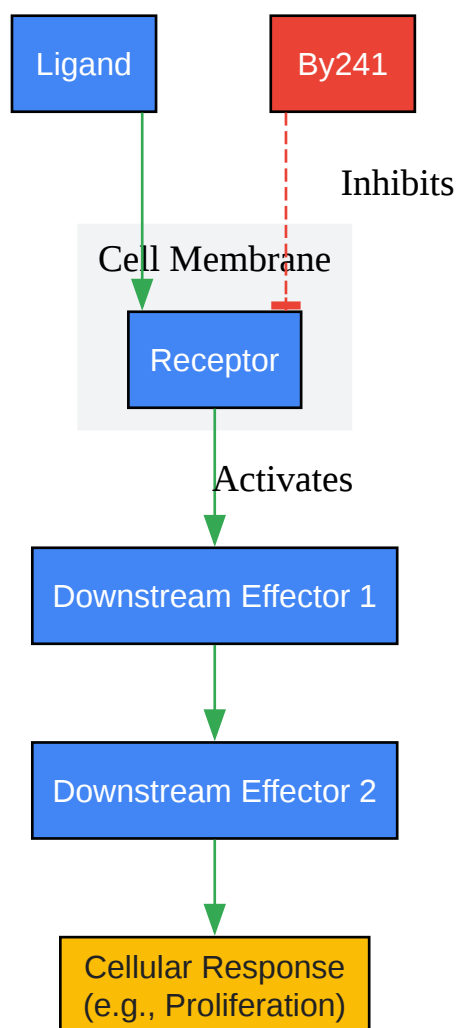 Ligand
By241
Inhibits
Cell Membrane
Receptor
Activates
Downstream Effector 1
Downstream Effector 2
Cellular Response
(e.g., Proliferation)